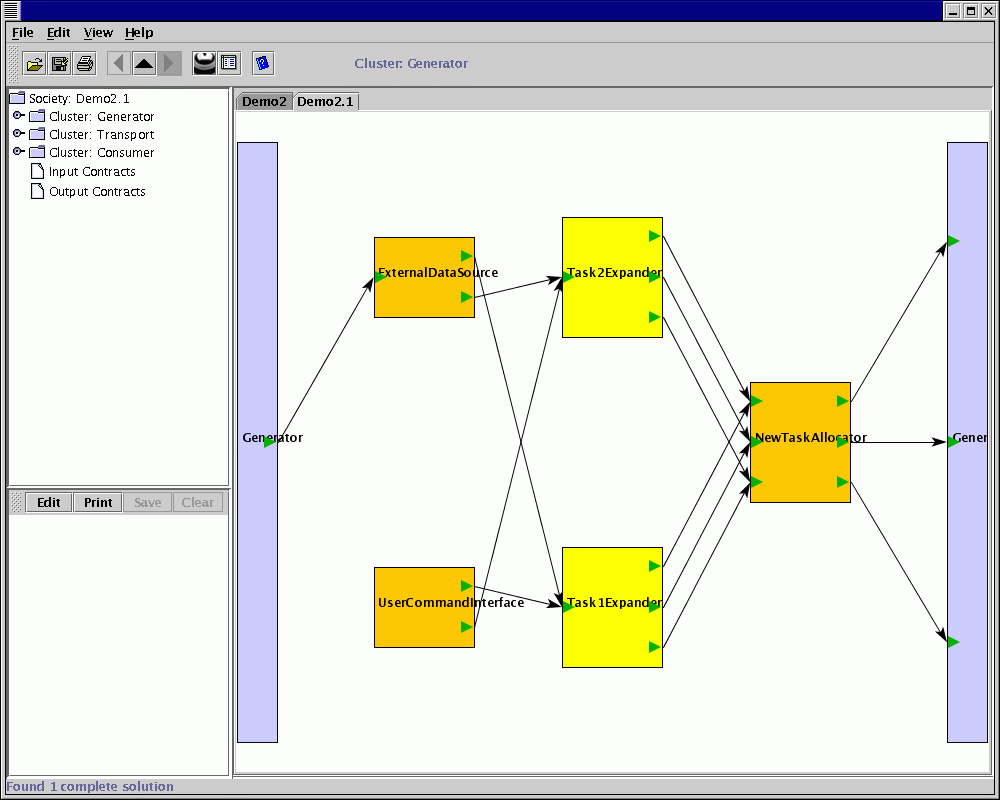 File Edit View Help
Cluster: Generator
Society: Demo2.1
Cluster: Generator
Cluster: Transport
Cluster: Consumer
Input Contracts
Output Contracts
Demo2 Demo2.1
ExternalDataSource
Task2Expander
Generator
NewTaskAllocator
Gener
Edit Print Save Clear
UserCommandInterface
Task1Expander
Found 1 complete solution